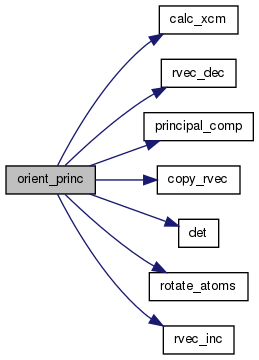 calc_xcm
rvec_dec
principal_comp
orient_princ
copy_rvec
det
rotate_atoms
rvec_inc